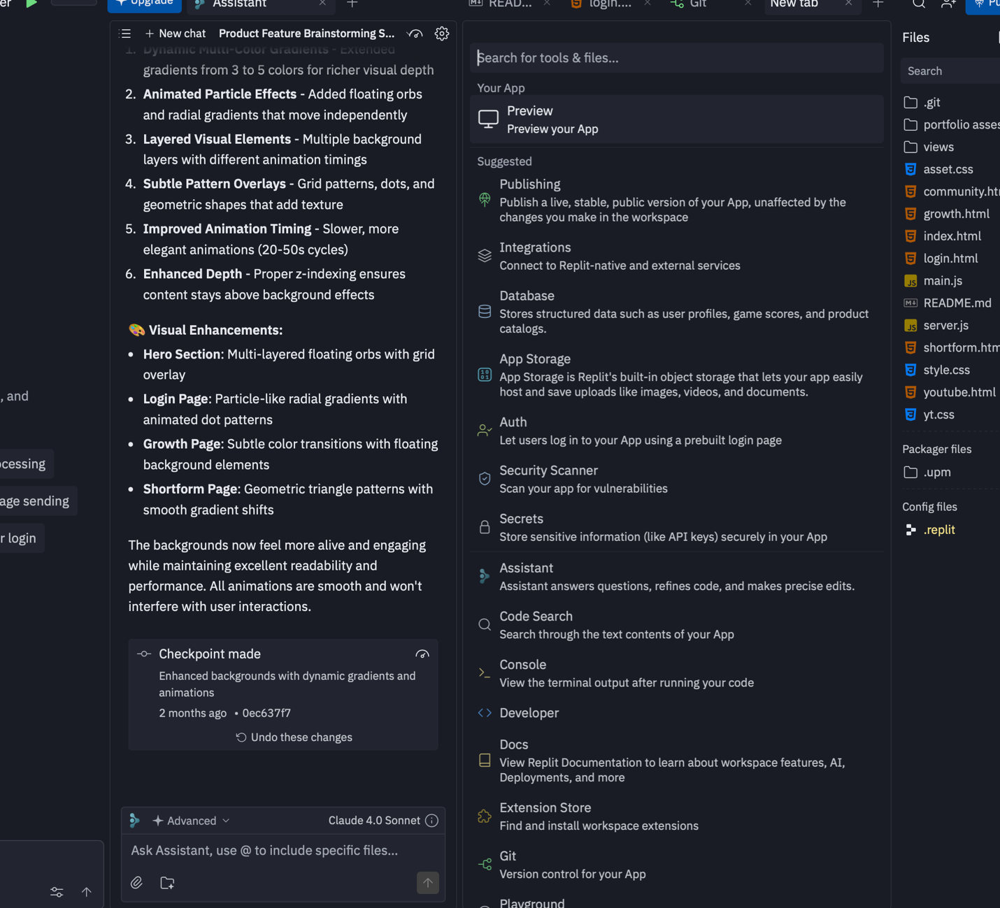 er
Upgrade
Assistant
READ...
login....
Git
New tab
Pu
New chat
Product Feature Brainstorming S...
1. Dynamic Multi-Color Gradients - Extended
gradients from 3 to 5 colors for richer visual depth
2. Animated Particle Effects - Added floating orbs
and radial gradients that move independently
3. Layered Visual Elements - Multiple background
layers with different animation timings
4. Subtle Pattern Overlays - Grid patterns, dots, and
geometric shapes that add texture
5. Improved Animation Timing - Slower, more
elegant animations (20-50s cycles)
6. Enhanced Depth - Proper z-indexing ensures
content stays above background effects
🎨 Visual Enhancements:
• Hero Section: Multi-layered floating orbs with grid
overlay
• Login Page: Particle-like radial gradients with
animated dot patterns
• Growth Page: Subtle color transitions with floating
background elements
• Shortform Page: Geometric triangle patterns with
smooth gradient shifts
The backgrounds now feel more alive and engaging
while maintaining excellent readability and
performance. All animations are smooth and won't
interfere with user interactions.
Checkpoint made
Enhanced backgrounds with dynamic gradients and
animations
2 months ago • 0ec637f7
Undo these changes
Advanced
Claude 4.0 Sonnet
Ask Assistant, use @ to include specific files...
, and
ocessing
age sending
r login
Search for tools & files...
Your App
Preview
Preview your App
Suggested
Publishing
Publish a live, stable, public version of your App, unaffected by the
changes you make in the workspace
Integrations
Connect to Replit-native and external services
Database
Stores structured data such as user profiles, game scores, and product
catalogs.
App Storage
App Storage is Replit's built-in object storage that lets your app easily
host and save uploads like images, videos, and documents.
Auth
Let users log in to your App using a prebuilt login page
Security Scanner
Scan your app for vulnerabilities
Secrets
Store sensitive information (like API keys) securely in your App
Assistant
Assistant answers questions, refines code, and makes precise edits.
Code Search
Search through the text contents of your App
Console
View the terminal output after running your code
Developer
Docs
View Replit Documentation to learn about workspace features, AI,
Deployments, and more
Extension Store
Find and install workspace extensions
Git
Version control for your App
Playground
Files
Search
.git
portfolio asse
views
asset.css
community.ht
growth.html
index.html
login.html
main.js
README.md
server.js
shortform.htm
style.css
youtube.html
yt.css
Packager files
.upm
Config files
.replit